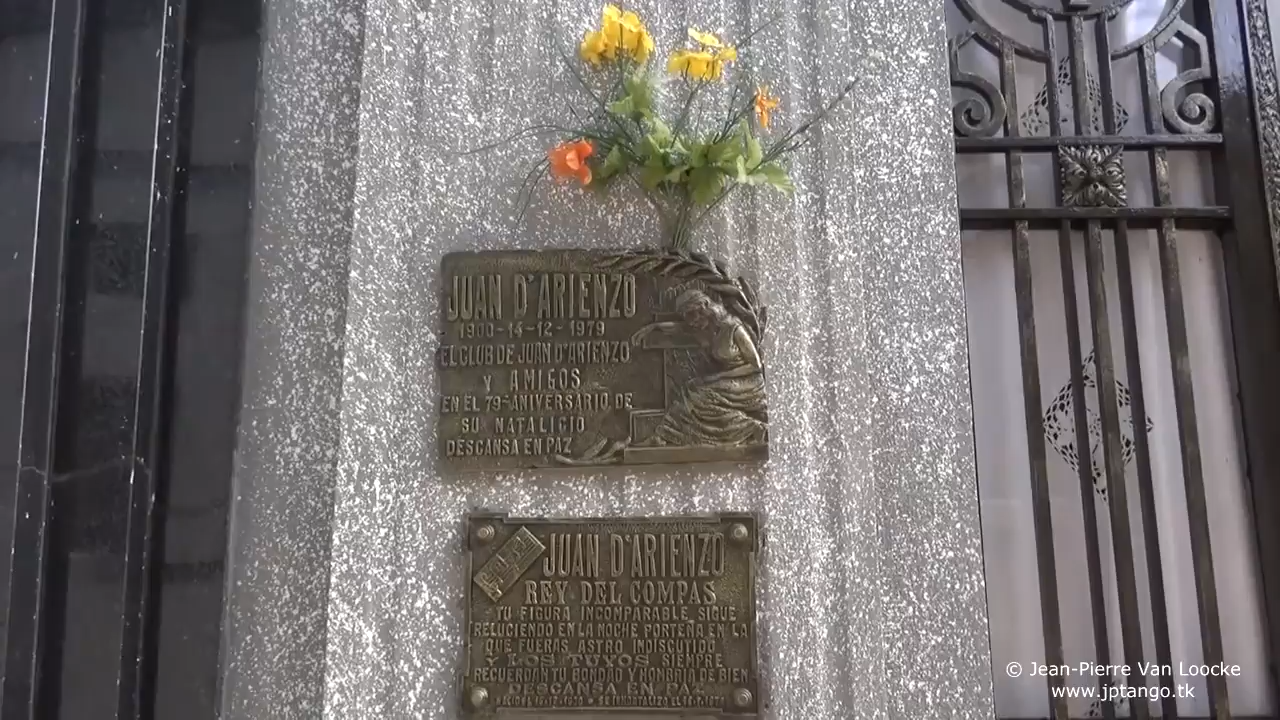 JUAN D'ARIENZO
1900-14-12-1979
EL CLUB DE JUAN D'ARIENZO
Y AMIGOS
EN EL 79º ANIVERSARIO DE
SU NATALICIO
DESCANSA EN PAZ
JUAN D'ARIENZO
REY DEL COMPAS
TU FIGURA INCOMPARABLE SIGUE
RELUCIENDO EN LA NOCHE PORTEÑA EN LA
QUE FUERAS ASTRO INDISCUTIDO
Y LOS TUYOS SIEMPRE
RECUERDAN TU BONDAD Y HOMBRIA DE BIEN
DESCANSA EN PAZ
© Jean-Pierre Van Loocke
www.jptango.tk